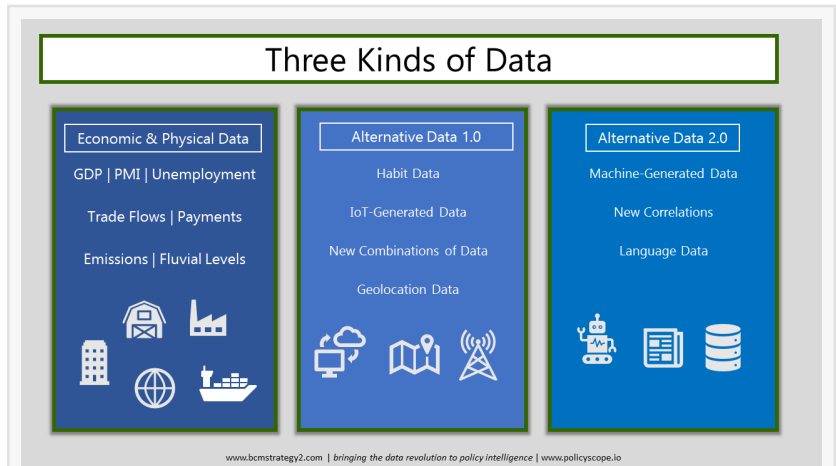 Three Kinds of Data
Economic & Physical Data
GDP | PMI | Unemployment
Trade Flows | Payments
Emissions | Fluvial Levels
Alternative Data 1.0
Habit Data
IoT-Generated Data
New Combinations of Data
Geolocation Data
Alternative Data 2.0
Machine-Generated Data
New Correlations
Language Data
www.bcmstrategy2.com | bringing the data revolution to policy intelligence | www.policyscope.io